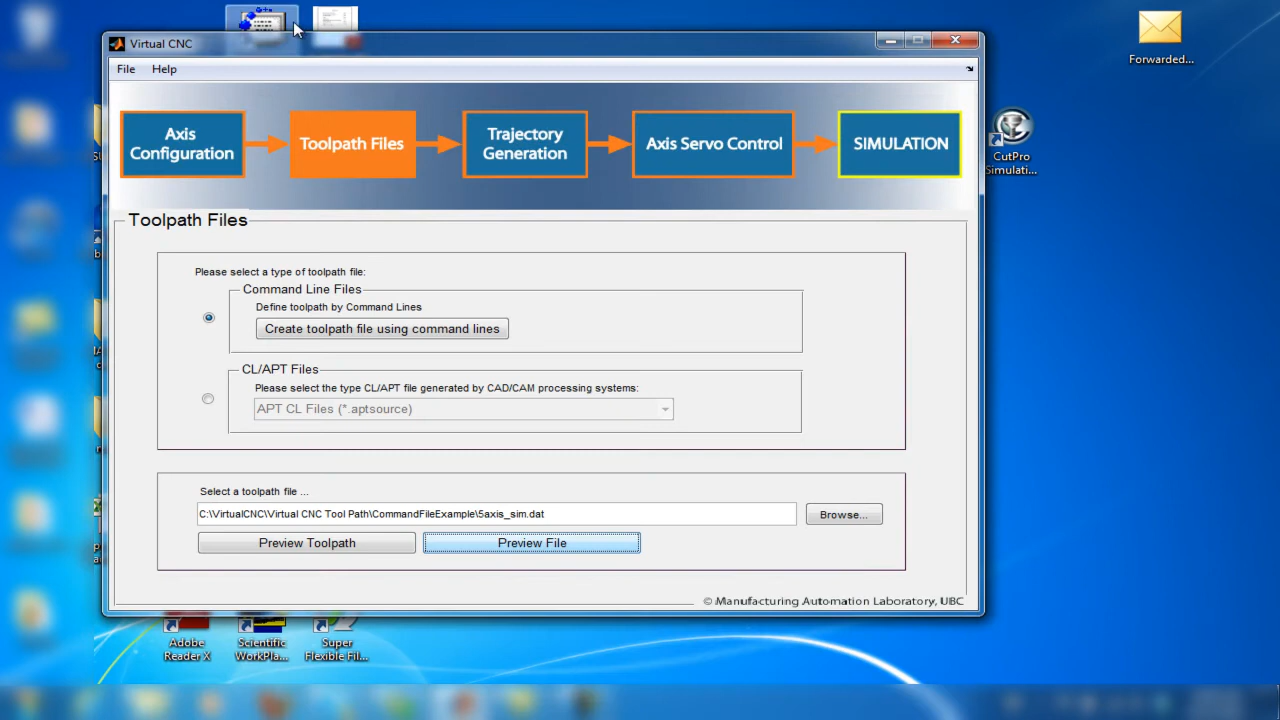 Forwarded...
Virtual CNC
File Help
Axis
Configuration
Toolpath Files
Trajectory
Generation
Axis Servo Control
SIMULATION
CutPro
Simulati...
Toolpath Files
Please select a type of toolpath file:
Command Line Files
Define toolpath by Command Lines
Create toolpath file using command lines
CL/APT Files
Please select the type CL/APT file generated by CAD/CAM processing systems:
APT CL Files (*.aptsource)
Select a toolpath file ...
C:\VirtualCNC\Virtual CNC Tool Path\CommandFileExample\5axis_sim.dat
Browse...
Preview Toolpath
Preview File
© Manufacturing Automation Laboratory, UBC
Adobe
Reader X
Scientific
WorkPla...
Super
Flexible Fil...